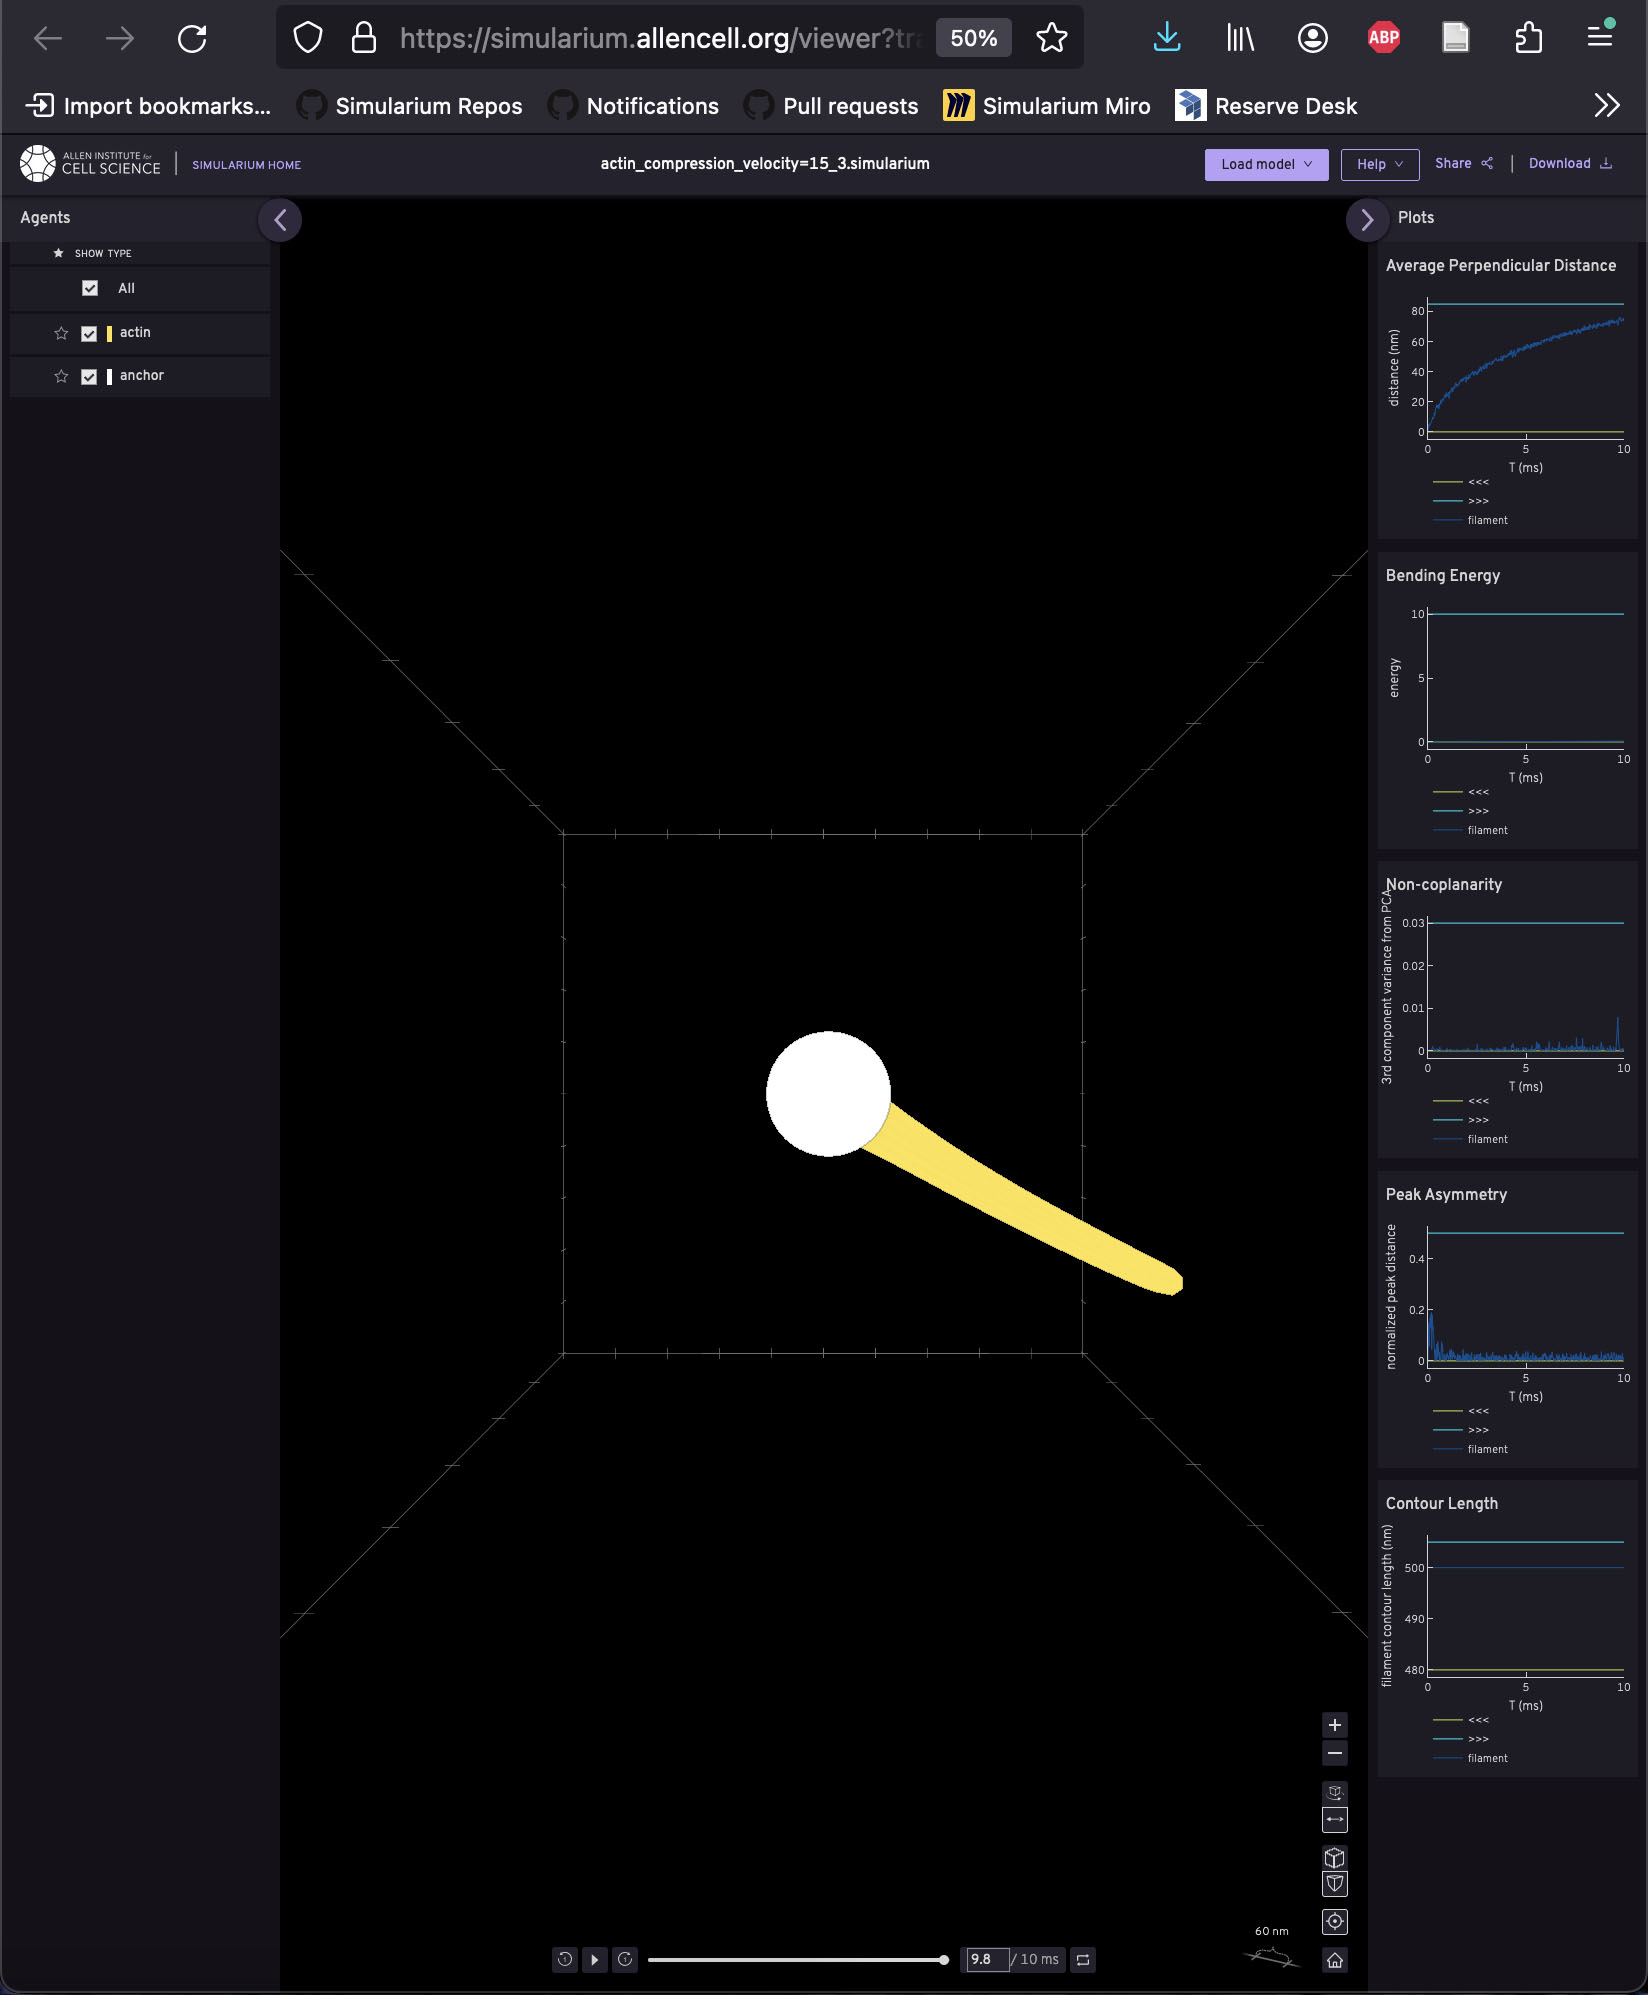 https://simularium.allencell.org/viewer?tra
50%
ABP
Import bookmarks...
Simularium Repos
Notifications
Pull requests
Simularium Miro
Reserve Desk
ALLEN INSTITUTE for
CELL SCIENCE
SIMULARIUM HOME
actin_compression_velocity=15_3.simularium
Load model
Help
Share
Download
Agents
SHOW TYPE
All
actin
anchor
Plots
Average Perpendicular Distance
distance (nm)
80
60
40
20
0
0 5 10
T (ms)
<<<
>>>
filament
Bending Energy
energy
10
5
0
0 5 10
T (ms)
<<<
>>>
filament
Non-coplanarity
3rd component variance from PCA
0.03
0.02
0.01
0
0 5 10
T (ms)
<<<
>>>
filament
Peak Asymmetry
normalized peak distance
0.4
0.2
0
0 5 10
T (ms)
<<<
>>>
filament
Contour Length
filament contour length (nm)
500
490
480
0 5 10
T (ms)
<<<
>>>
filament
60 nm
9.8 / 10 ms